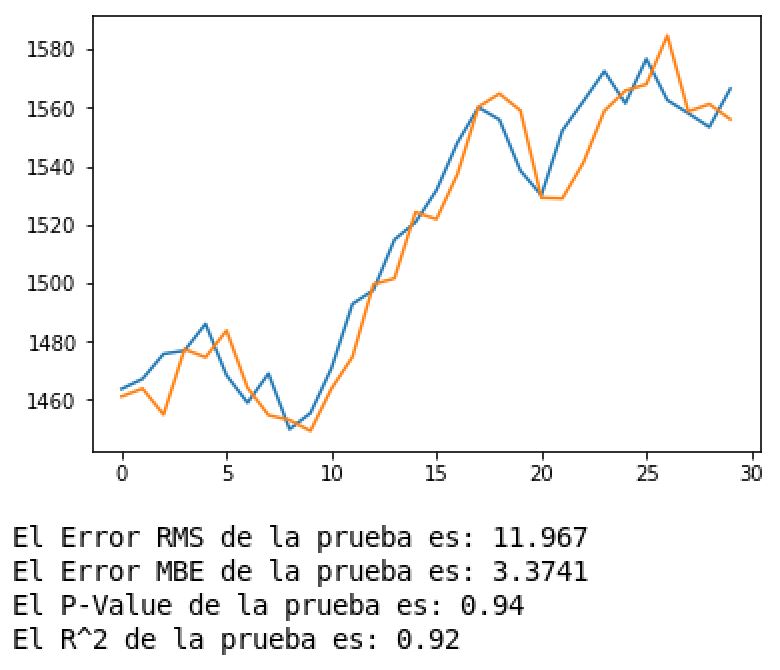 1580
1560
1540
1520
1500
1480
1460
0 5 10 15 20 25 30
El Error RMS de la prueba es: 11.967
El Error MBE de la prueba es: 3.3741
El P-Value de la prueba es: 0.94
El R^2 de la prueba es: 0.92